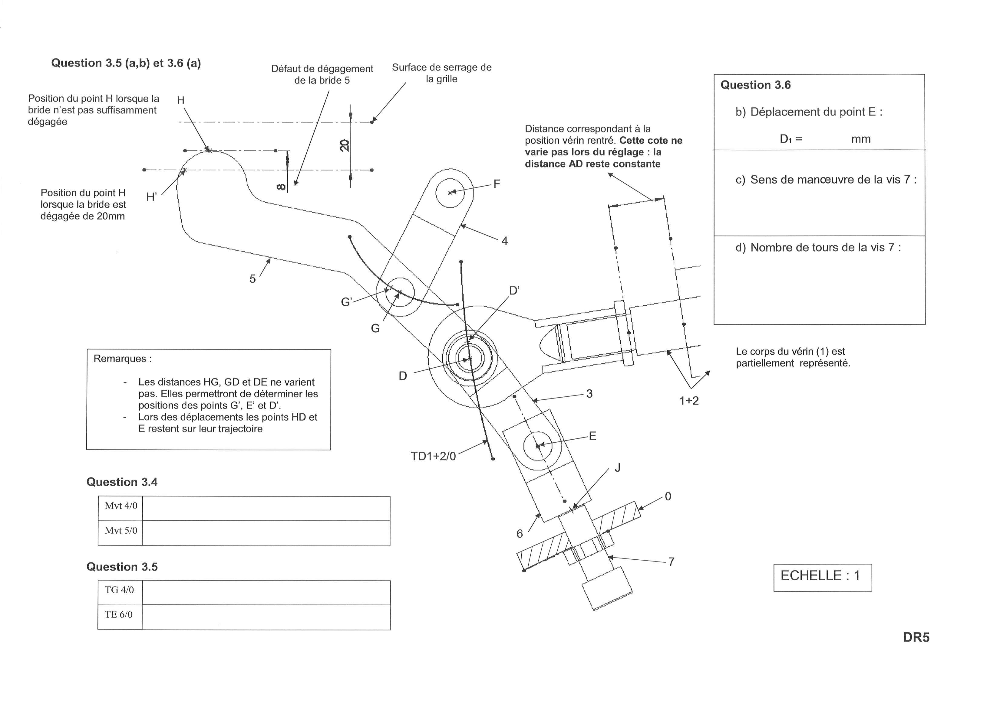 Question 3.5 (a,b) et 3.6 (a)
Défaut de dégagement
de la bride 5
Surface de serrage de
la grille
Position du point H lorsque la
bride n'est pas suffisamment
dégagée
H
20
8
Position du point H
lorsque la bride est
dégagée de 20mm
H'
Distance correspondant à la
position vérin rentré. Cette cote ne
varie pas lors du réglage : la
distance AD reste constante
F
4
5
G'
G
D'
D
3
E
TD1+2/0
J
0
6
7
1+2
Question 3.6
b) Déplacement du point E :
D1 = mm
c) Sens de manœuvre de la vis 7 :
d) Nombre de tours de la vis 7 :
Le corps du vérin (1) est
partiellement représenté.
Remarques :
- Les distances HG, GD et DE ne varient
pas. Elles permettront de déterminer les
positions des points G', E' et D'.
- Lors des déplacements les points HD et
E restent sur leur trajectoire
Question 3.4
Mvt 4/0
Mvt 5/0
Question 3.5
TG 4/0
TE 6/0
ECHELLE : 1
DR5